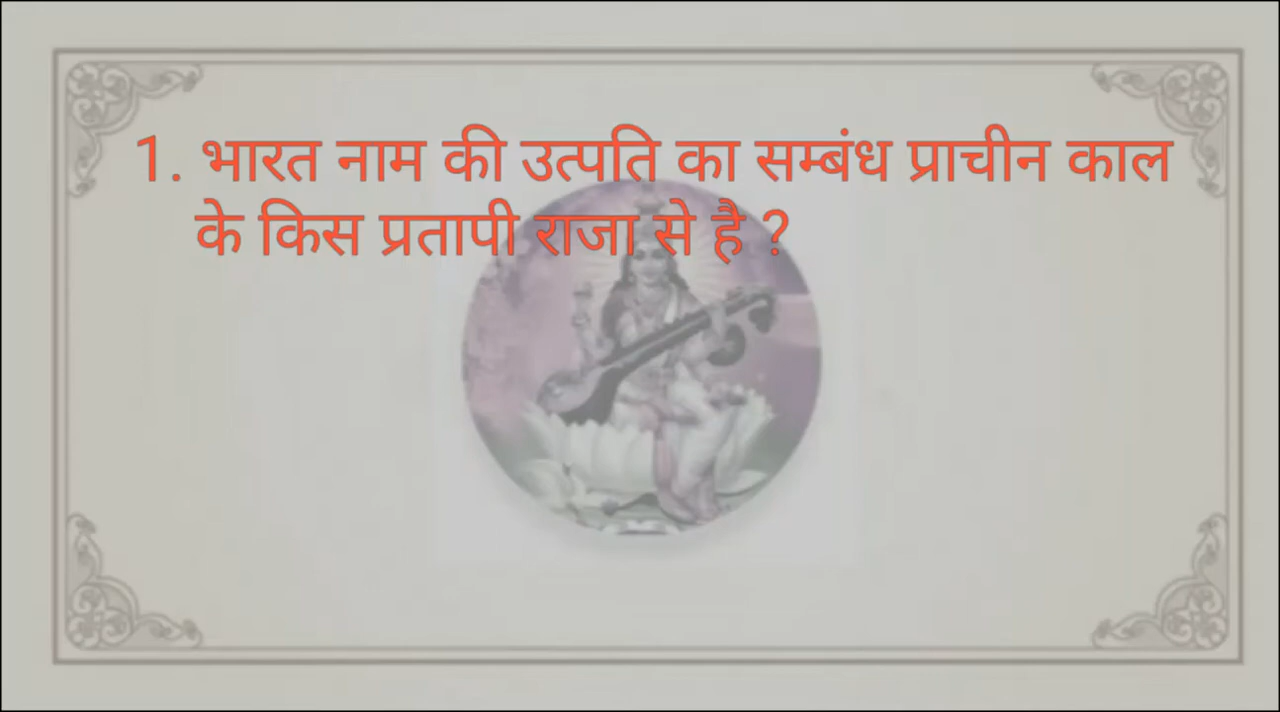 1. भारत नाम की उत्पति का सम्बंध प्राचीन काल
के किस प्रतापी राजा से है ?